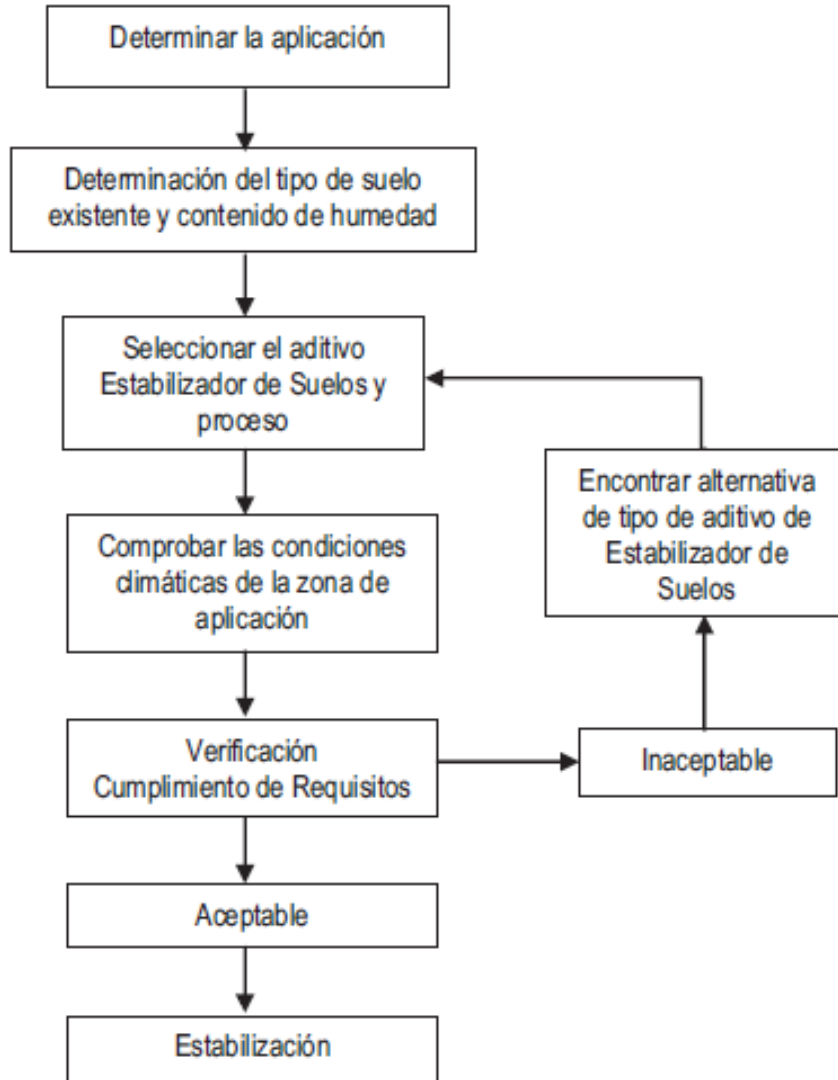 Determinar la aplicación
Determinación del tipo de suelo
existente y contenido de humedad
Seleccionar el aditivo
Estabilizador de Suelos y
proceso
Encontrar alternativa
de tipo de aditivo de
Estabilizador de
Suelos
Comprobar las condiciones
climáticas de la zona de
aplicación
Verificación
Cumplimiento de Requisitos
Inaceptable
Aceptable
Estabilización